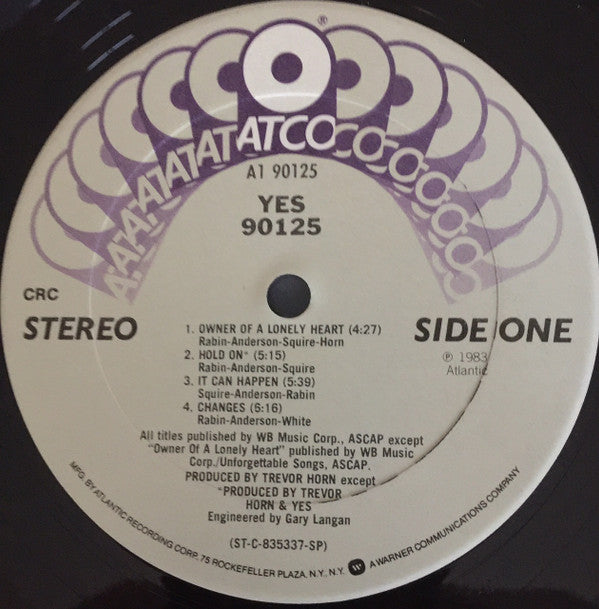 ®
ATCO
A1 90125
YES
90125
CRC
STEREO
SIDE ONE
℗ 1983
Atlantic
1. OWNER OF A LONELY HEART (4:27)
Rabin-Anderson-Squire-Horn
2. HOLD ON* (5:15)
Rabin-Anderson-Squire
3. IT CAN HAPPEN (5:39)
Squire-Anderson-Rabin
4. CHANGES (5:16)
Rabin-Anderson-White
All titles published by WB Music Corp., ASCAP except
"Owner Of A Lonely Heart" published by WB Music
Corp./Unforgettable Songs, ASCAP.
PRODUCED BY TREVOR HORN except
*PRODUCED BY TREVOR
HORN & YES
Engineered by Gary Langan
(ST-C-835337-SP)
MFG. BY ATLANTIC RECORDING CORP., 75 ROCKEFELLER PLAZA, N.Y., N.Y. W A WARNER COMMUNICATIONS COMPANY